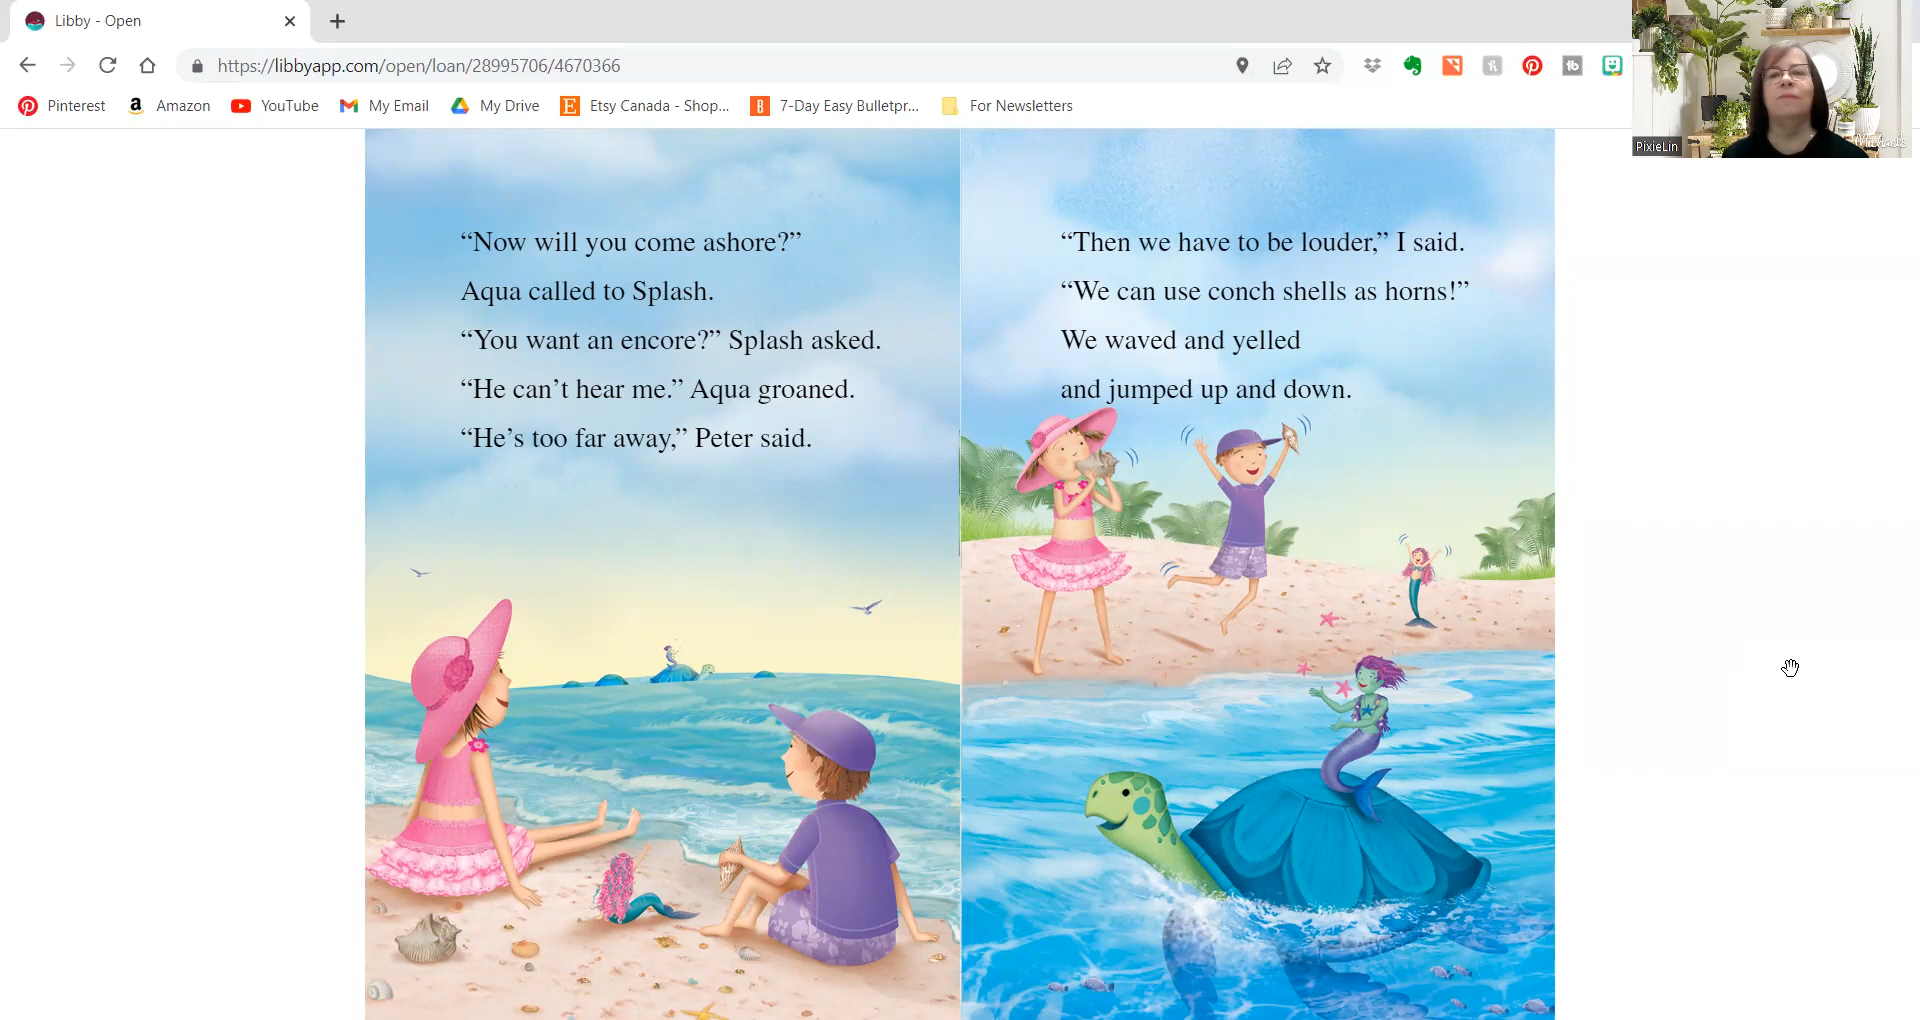 Libby - Open
https://libbyapp.com/open/loan/28995706/4670366
Pinterest
Amazon
YouTube
My Email
My Drive
Etsy Canada - Shop...
7-Day Easy Bulletpr...
For Newsletters
PixieLin
Michaels
“Now will you come ashore?”
Aqua called to Splash.
“You want an encore?” Splash asked.
“He can’t hear me.” Aqua groaned.
“He’s too far away,” Peter said.
“Then we have to be louder,” I said.
“We can use conch shells as horns!”
We waved and yelled
and jumped up and down.